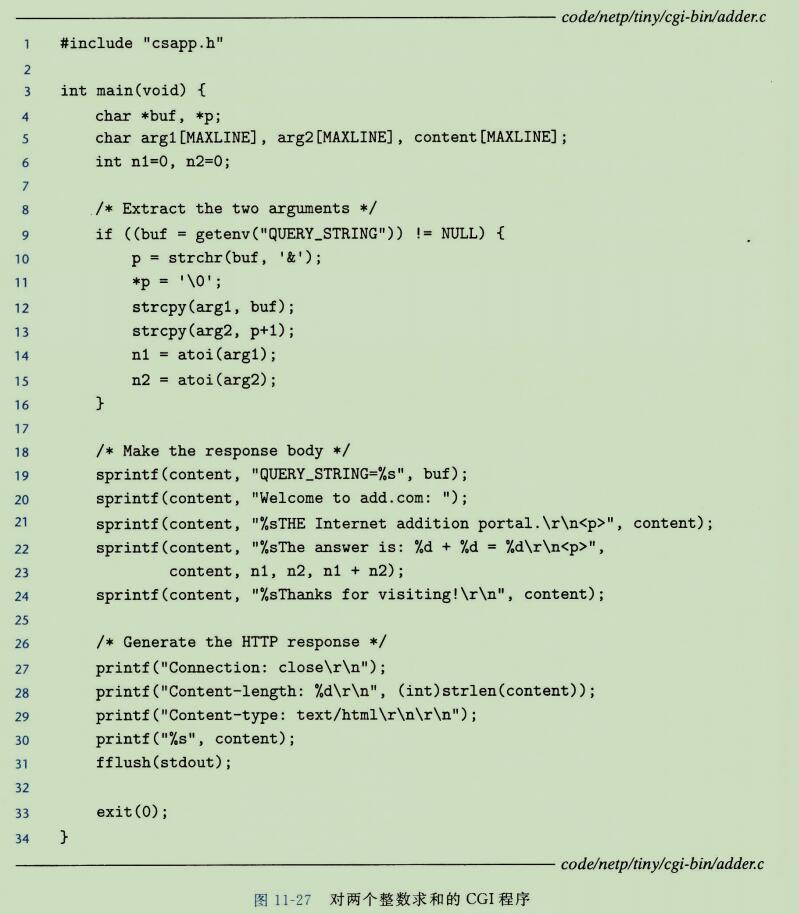 code/netp/tiny/cgi-bin/adder.c
1 #include "csapp.h"
2
3 int main(void) {
4     char *buf, *p;
5     char arg1[MAXLINE], arg2[MAXLINE], content[MAXLINE];
6     int n1=0, n2=0;
7
8     /* Extract the two arguments */
9     if ((buf = getenv("QUERY_STRING")) != NULL) {
10         p = strchr(buf, '&');
11         *p = '\0';
12         strcpy(arg1, buf);
13         strcpy(arg2, p+1);
14         n1 = atoi(arg1);
15         n2 = atoi(arg2);
16     }
17
18     /* Make the response body */
19     sprintf(content, "QUERY_STRING=%s", buf);
20     sprintf(content, "Welcome to add.com: ");
21     sprintf(content, "%sTHE Internet addition portal.\r\n<p>", content);
22     sprintf(content, "%sThe answer is: %d + %d = %d\r\n<p>",
23             content, n1, n2, n1 + n2);
24     sprintf(content, "%sThanks for visiting!\r\n", content);
25
26     /* Generate the HTTP response */
27     printf("Connection: close\r\n");
28     printf("Content-length: %d\r\n", (int)strlen(content));
29     printf("Content-type: text/html\r\n\r\n");
30     printf("%s", content);
31     fflush(stdout);
32
33     exit(0);
34 }
code/netp/tiny/cgi-bin/adder.c
图 11-27 对两个整数求和的 CGI 程序